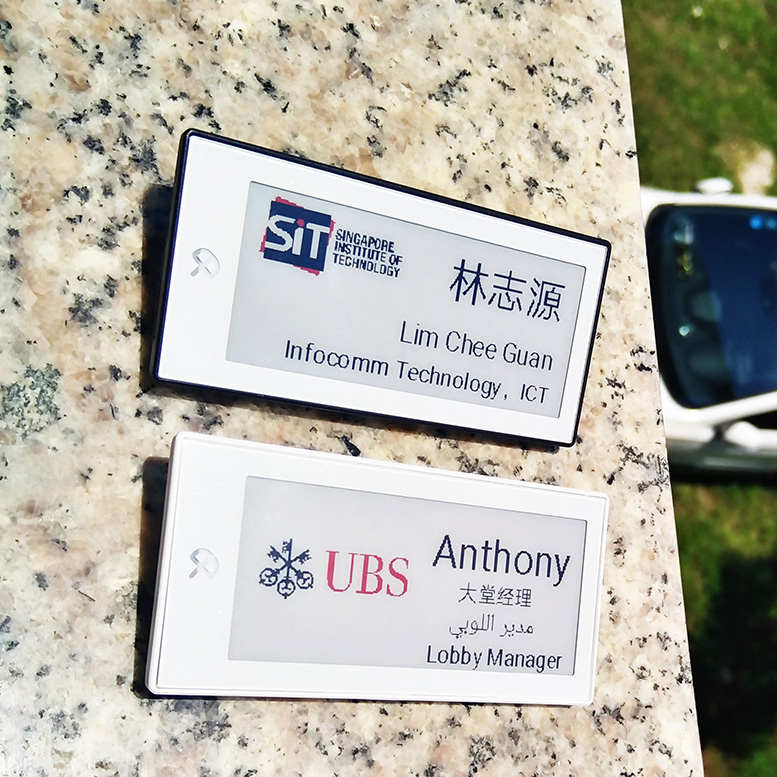 SiT
SINGAPORE
INSTITUTE OF
TECHNOLOGY
林志源
Lim Chee Guan
Infocomm Technology, ICT
UBS
Anthony
大堂经理
مدير اللوبي
Lobby Manager